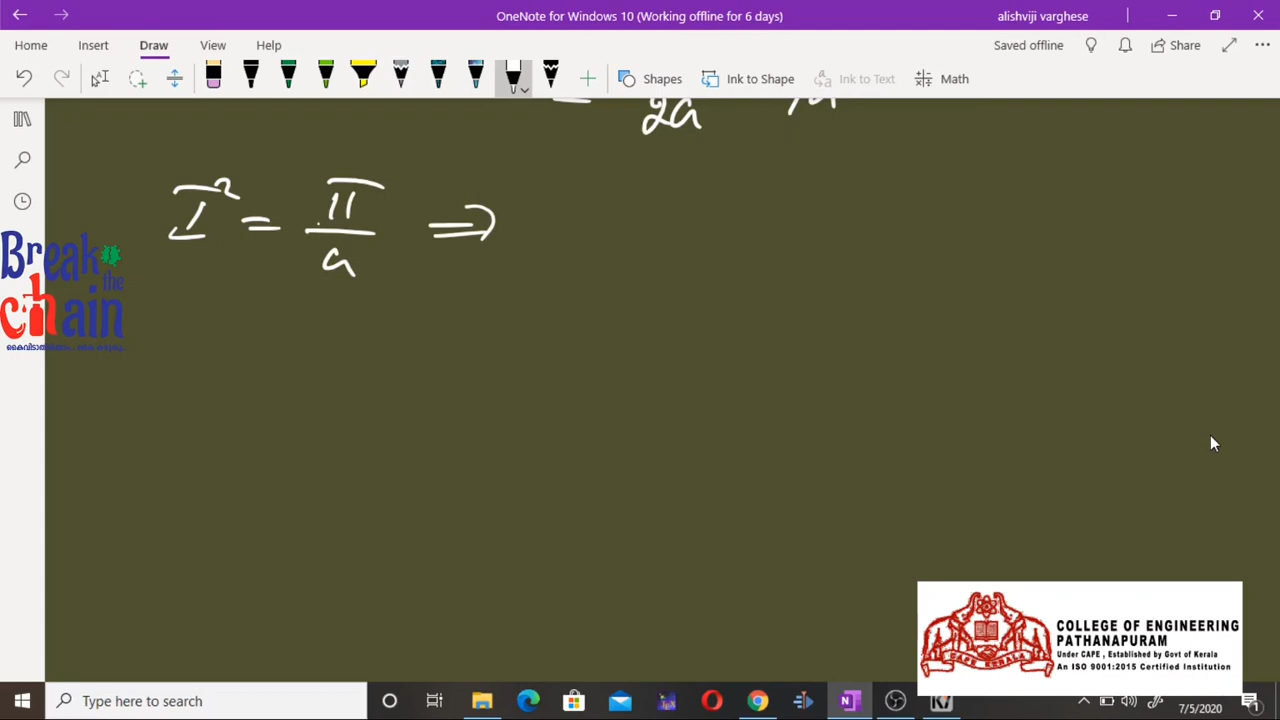 OneNote for Windows 10 (Working offline for 6 days)
alishviji varghese
Home Insert Draw View Help
Saved offline Share
Shapes Ink to Shape Ink to Text Math
= 2a
I² = π/a ⇒
Break the chain
COLLEGE OF ENGINEERING
PATHANAPURAM
Under CAPE , Established by Govt of Kerala
An ISO 9001:2015 Certified Institution
CAPE KERALA
Type here to search
7/5/2020